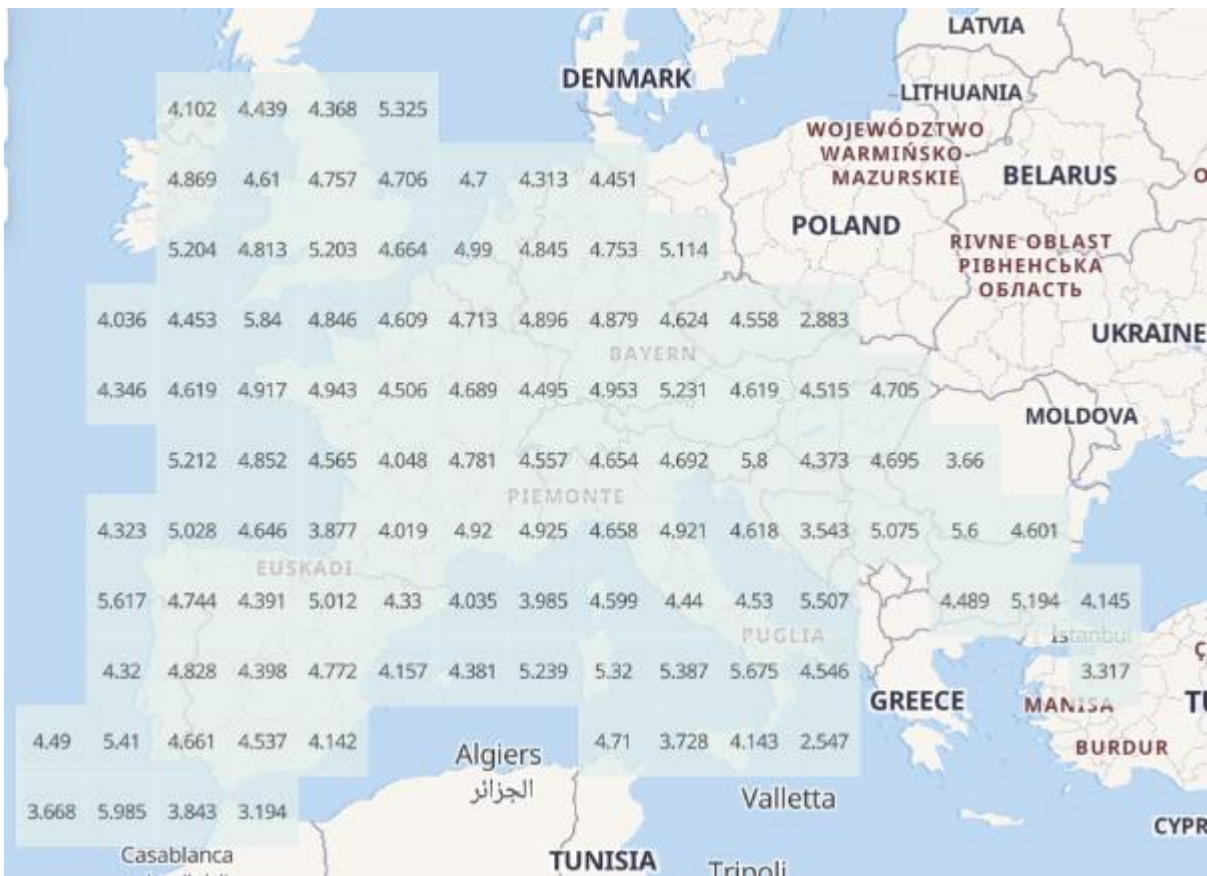 LATVIA
DENMARK
LITHUANIA
4.102 4.439 4.368 5.325
WOJEWÓDZTWO
WARMIŃSKO-
MAZURSKIE
BELARUS
4.869 4.61 4.757 4.706 4.7 4.313 4.451
POLAND
RIVNE OBLAST
РІВНЕНСЬКА
ОБЛАСТЬ
5.204 4.813 5.203 4.664 4.99 4.845 4.753 5.114
4.036 4.453 5.84 4.846 4.609 4.713 4.896 4.879 4.624 4.558 2.883
UKRAINE
BAYERN
4.346 4.619 4.917 4.943 4.506 4.689 4.495 4.953 5.231 4.619 4.515 4.705
MOLDOVA
5.212 4.852 4.565 4.048 4.781 4.557 4.654 4.692 5.8 4.373 4.695 3.66
PIEMONTE
4.323 5.028 4.646 3.877 4.019 4.92 4.925 4.658 4.921 4.618 3.543 5.075 5.6 4.601
EUSKADI
5.617 4.744 4.391 5.012 4.33 4.035 3.985 4.599 4.44 4.53 5.507 4.489 5.194 4.145
PUGLIA
Istanbul
4.32 4.828 4.398 4.772 4.157 4.381 5.239 5.32 5.387 5.675 4.546 3.317
GREECE
MANISA
4.49 5.41 4.661 4.537 4.142 4.71 3.728 4.143 2.547
BURDUR
Algiers
الجزائر
Valletta
3.668 5.985 3.843 3.194
CYPR
Casablanca
TUNISIA
Tripoli